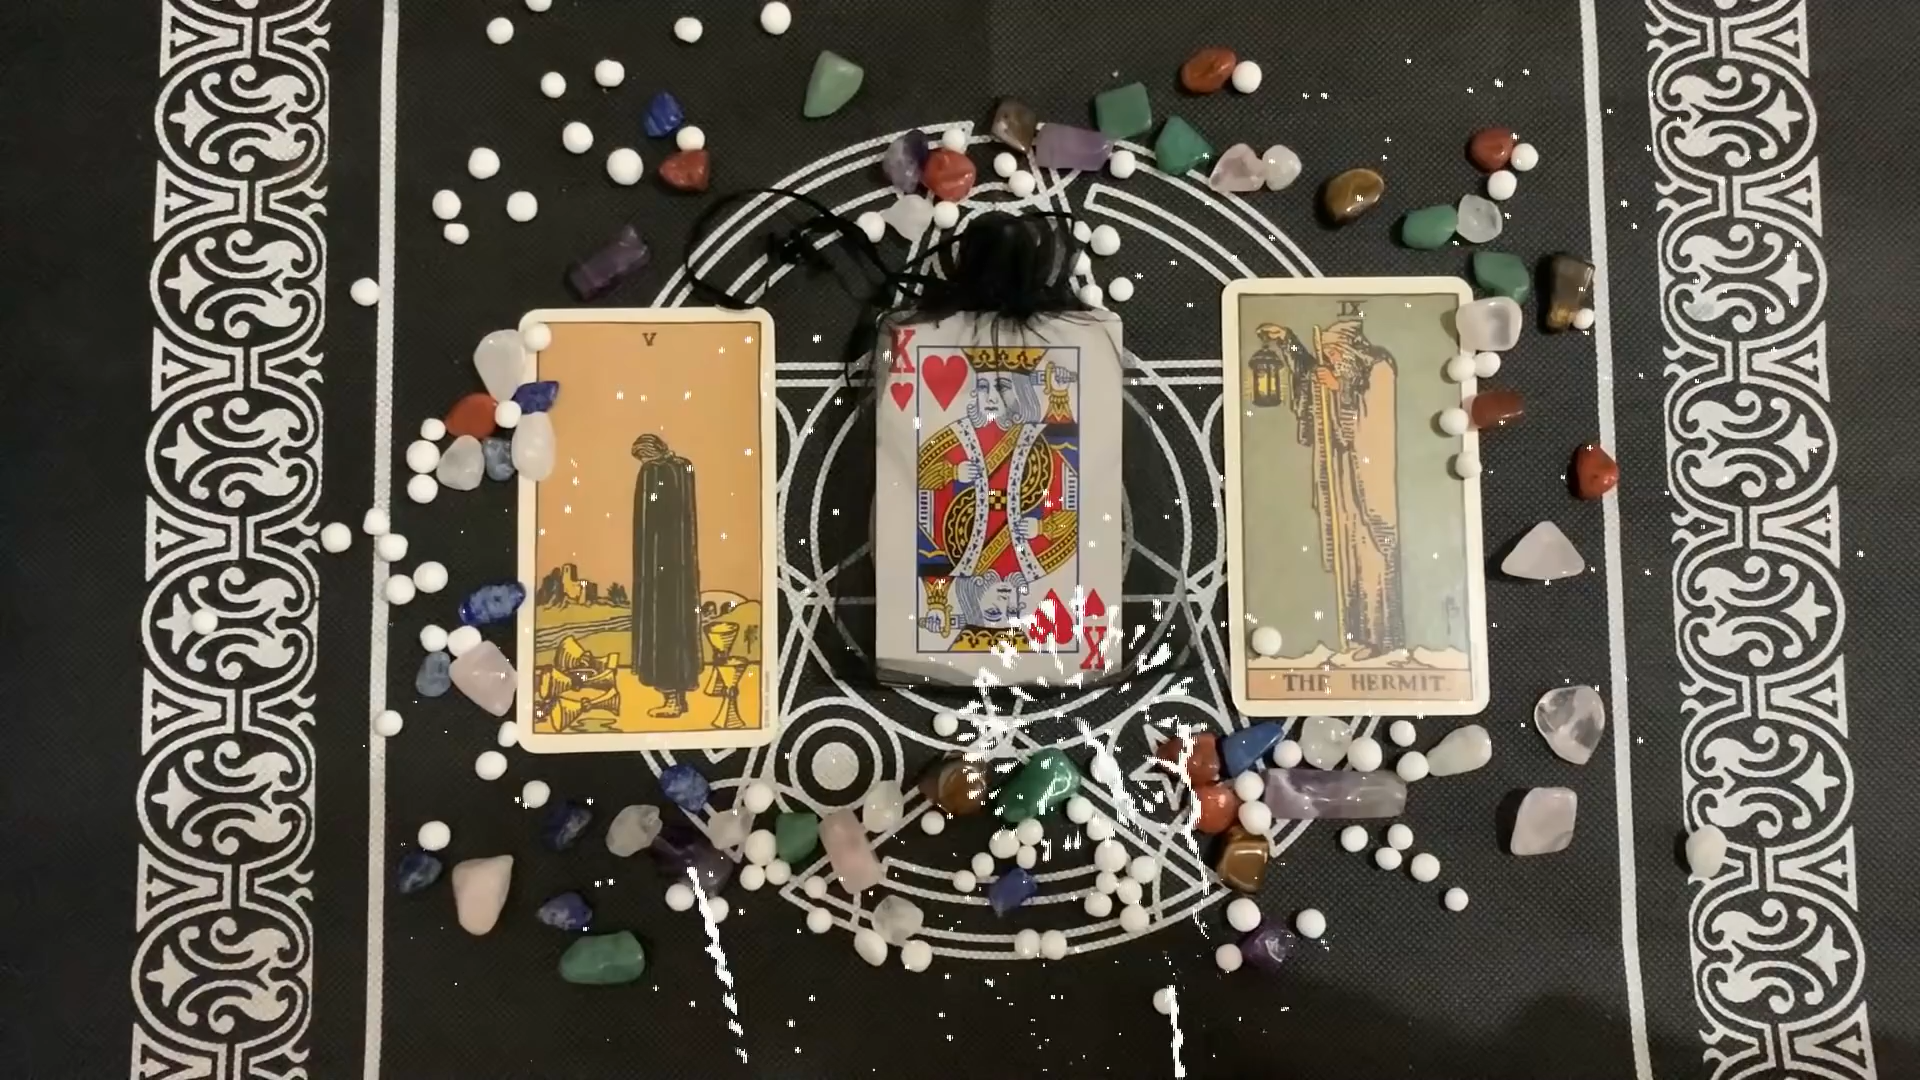 V
K
IX
K
THE HERMIT.